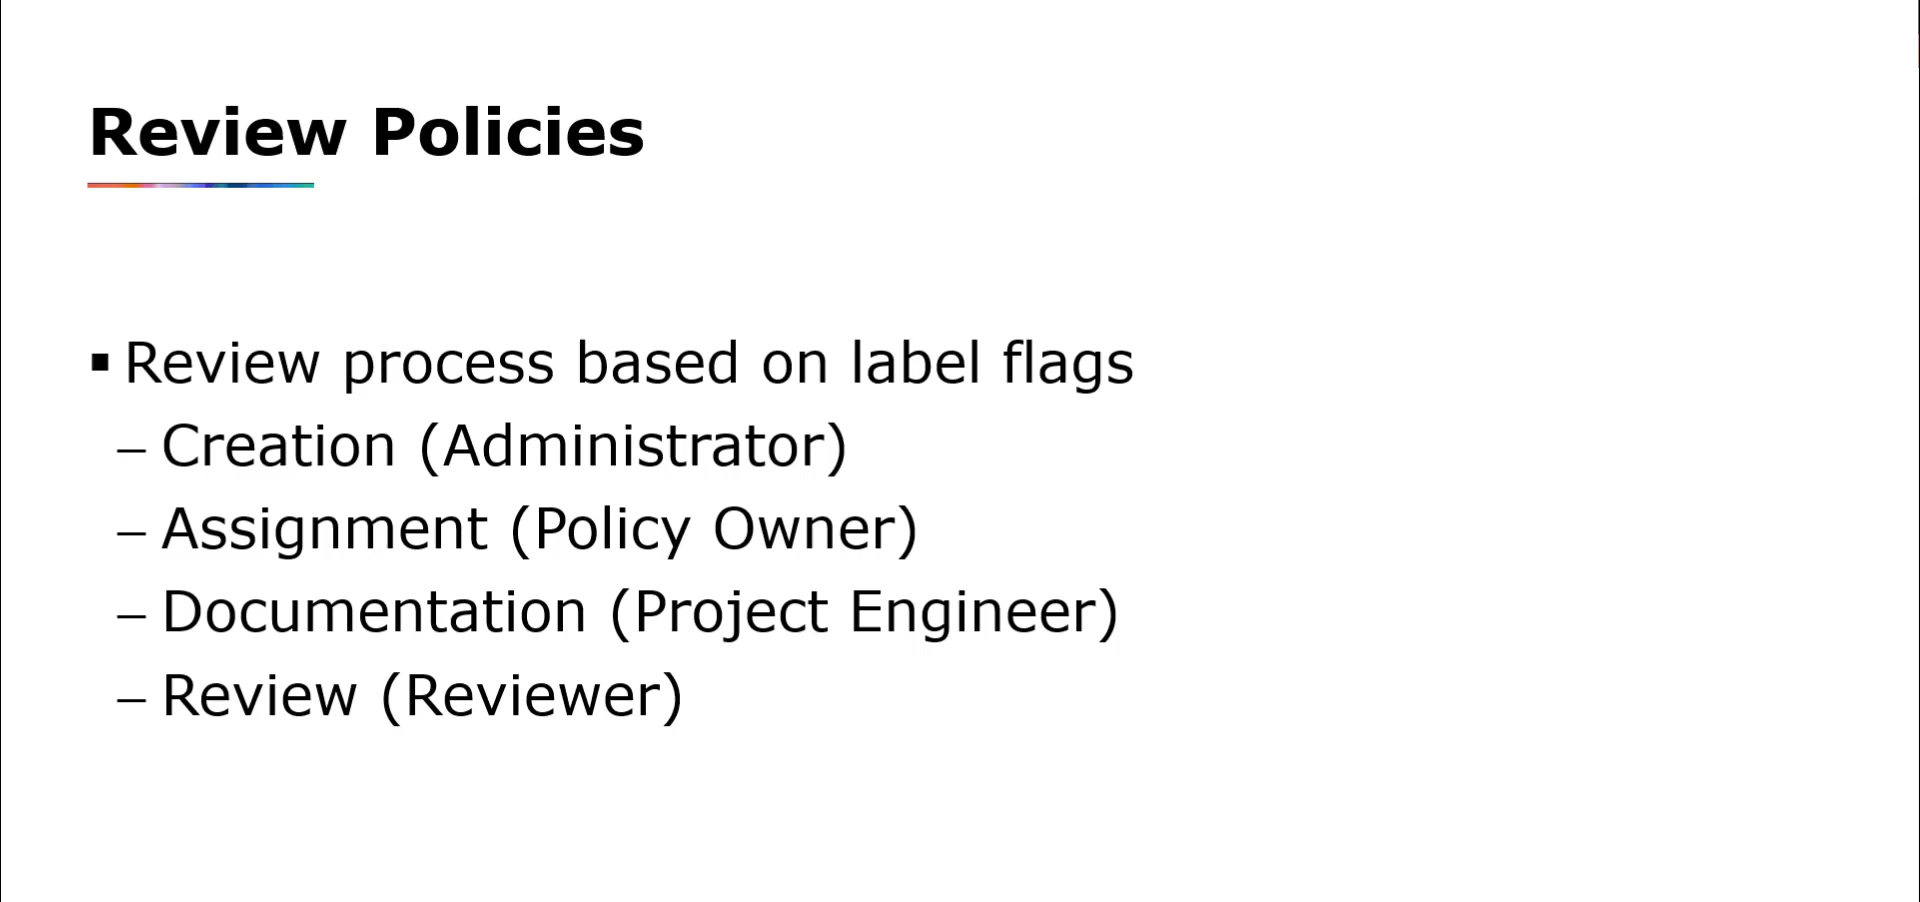 Review Policies
▪ Review process based on label flags
– Creation (Administrator)
– Assignment (Policy Owner)
– Documentation (Project Engineer)
– Review (Reviewer)